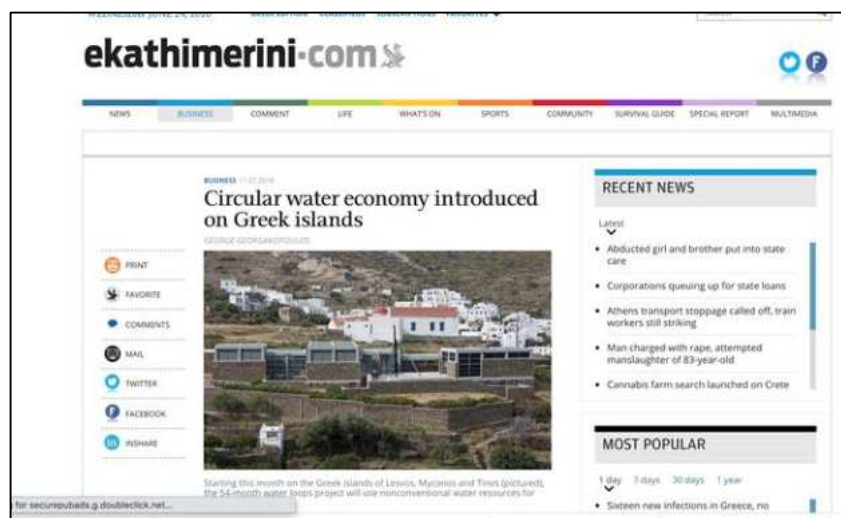 WEDNESDAY JUNE 24, 2020
ekathimerini-com
NEWS BUSINESS COMMENT LIFE WHAT'S ON SPORTS COMMUNITY SURVIVAL GUIDE SPECIAL REPORT MULTIMEDIA
BUSINESS
Circular water economy introduced
on Greek islands
GEORGE GEORGAKOPOULOS
PRINT
FAVORITE
COMMENTS
MAIL
TWITTER
FACEBOOK
INSHARE
Starting this month on the Greek islands of Lesvos, Myconos and Tinos (pictured),
the 54-month water loops project will use nonconventional water resources for
for securepubads.g.doubleclick.net...
RECENT NEWS
Latest
Abducted girl and brother put into state
care
Corporations queuing up for state loans
Athens transport stoppage called off, train
workers still striking
Man charged with rape, attempted
manslaughter of 83-year-old
Cannabis farm search launched on Crete
MOST POPULAR
1 day 7 days 30 days 1 year
Sixteen new infections in Greece, no